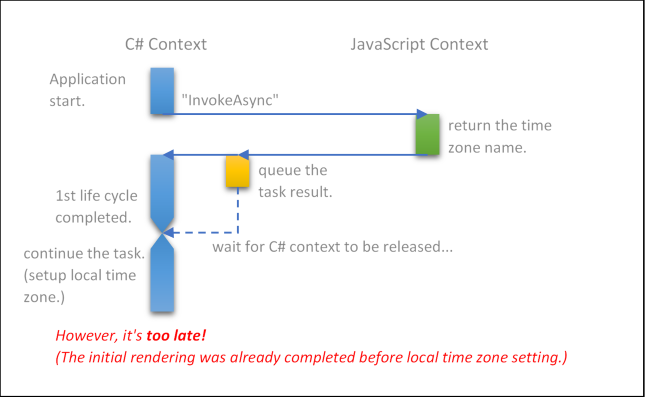 C# Context
JavaScript Context
Application
start.
"InvokeAsync"
return the time
zone name.
queue the
task result.
1st life cycle
completed.
wait for C# context to be released...
continue the task.
(setup local time
zone.)
However, it's too late!
(The initial rendering was already completed before local time zone setting.)